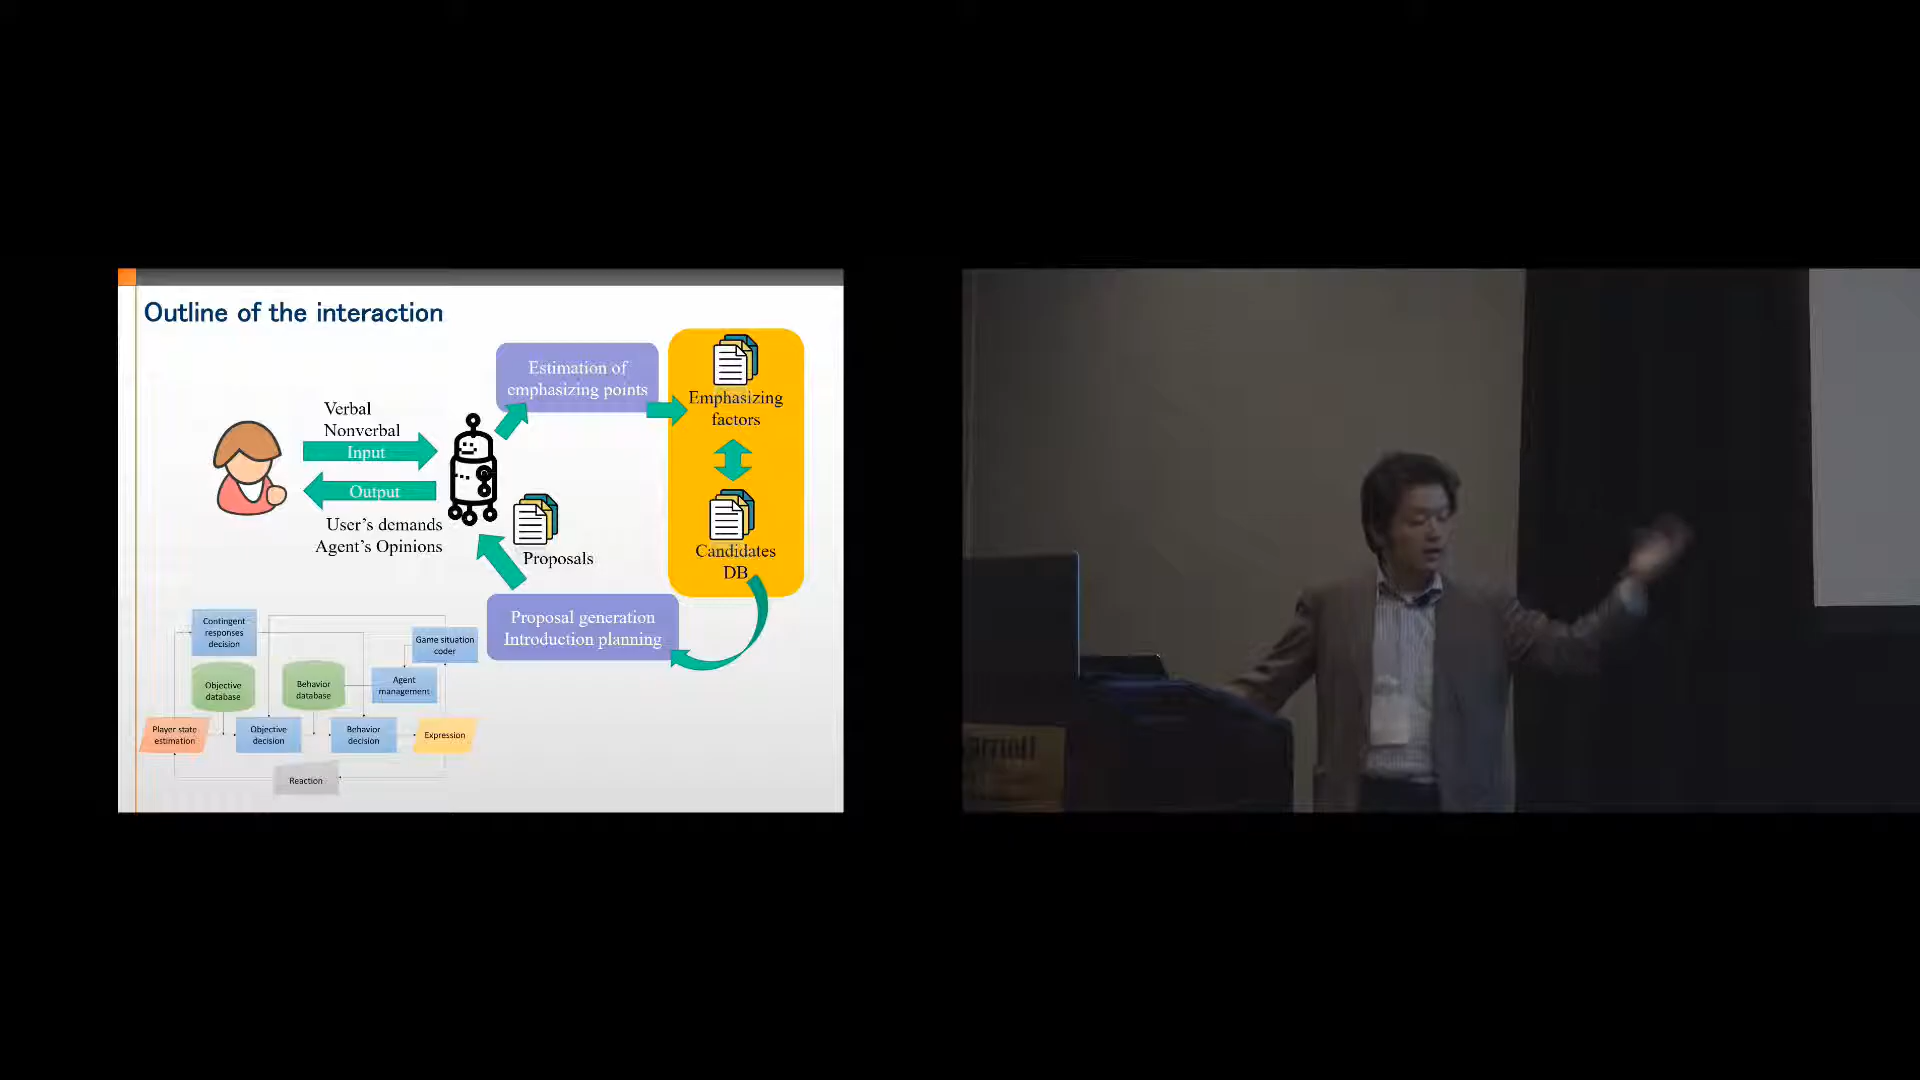 Outline of the interaction
Estimation of
emphasizing points
Emphasizing
factors
Verbal
Nonverbal
Input
Output
User's demands
Agent's Opinions
Proposals
Candidates
DB
Proposal generation
Introduction planning
Contingent
responses
decision
Game situation
coder
Objective
database
Behavior
database
Agent
management
Player state
estimation
Objective
decision
Behavior
decision
Expression
Reaction